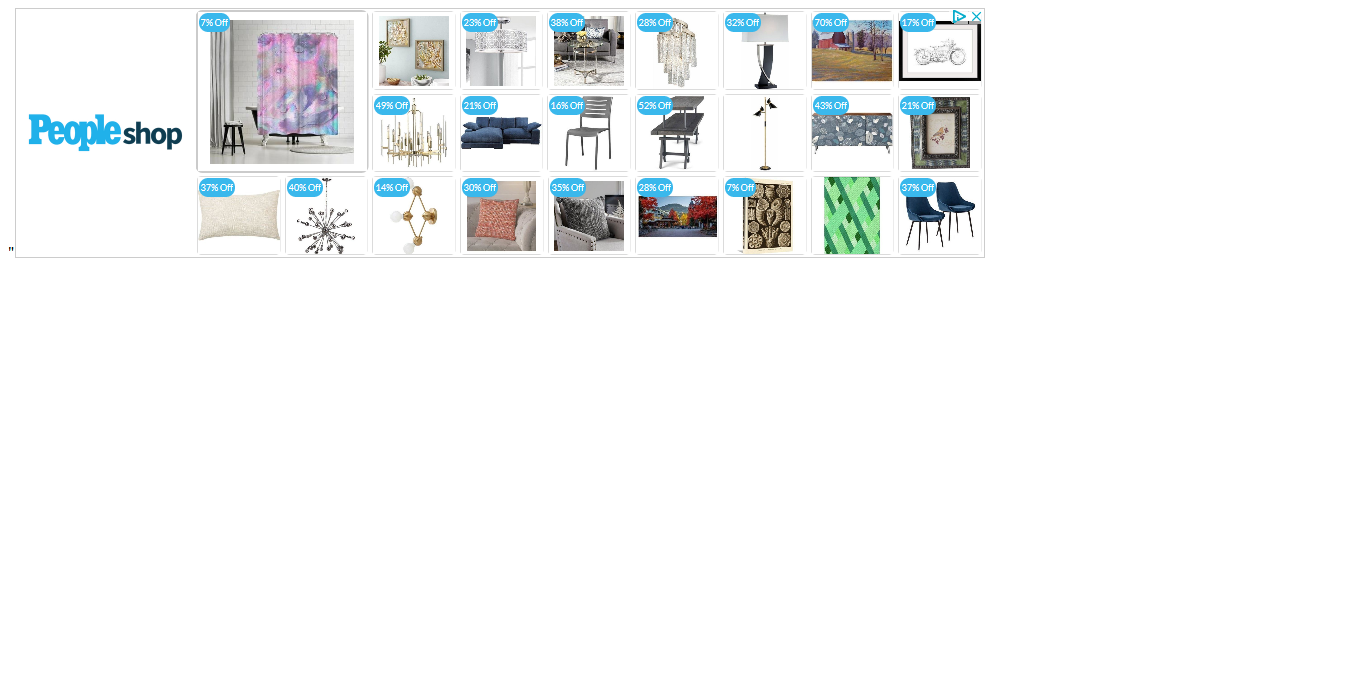 7% Off
23% Off
38% Off
28% Off
32% Off
70% Off
17% Off
People shop
49% Off
21% Off
16% Off
52% Off
43% Off
21% Off
37% Off
40% Off
14% Off
30% Off
35% Off
28% Off
7% Off
37% Off
"